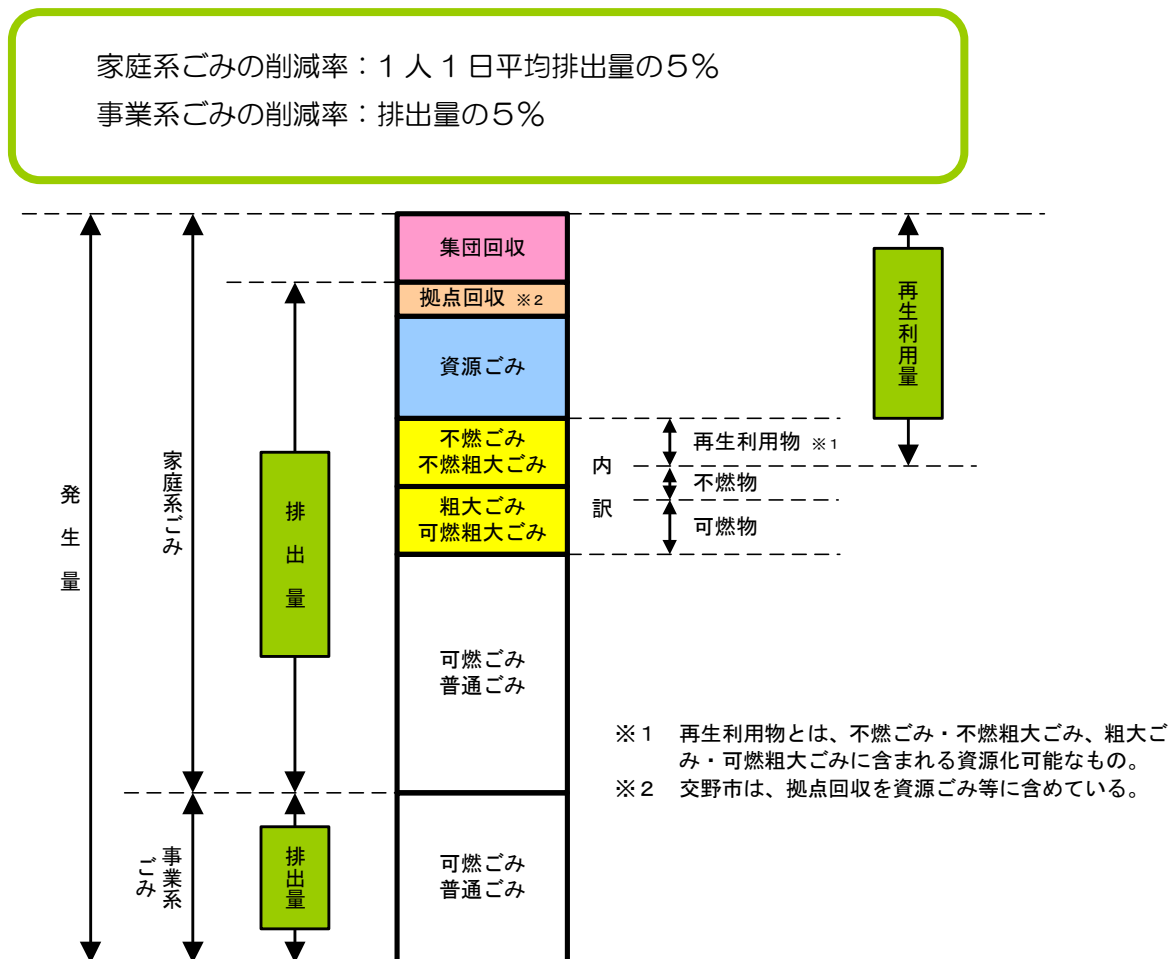 家庭系ごみの削減率：1人1日平均排出量の5％
事業系ごみの削減率：排出量の5％
集団回収
拠点回収 ※2
資源ごみ
不燃ごみ
不燃粗大ごみ
粗大ごみ
可燃粗大ごみ
可燃ごみ
普通ごみ
可燃ごみ
普通ごみ
発生量
家庭系ごみ
事業系
ごみ
排出量
排出量
内訳
再生利用物 ※1
不燃物
可燃物
再生利用量
※1 再生利用物とは、不燃ごみ・不燃粗大ごみ、粗大ご
み・可燃粗大ごみに含まれる資源化可能なもの。
※2 交野市は、拠点回収を資源ごみ等に含めている。